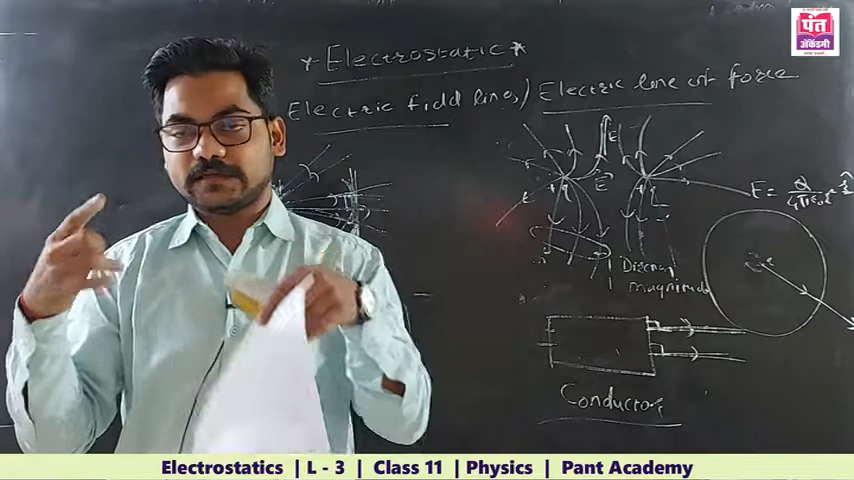 पंत
अॅकॅडमी
* Electrostatic *
Electric field lines / Electric line of force
E
E = Q / 4πε₀r² r̂
Direction
magnitude
Conductor
Electrostatics | L - 3 | Class 11 | Physics | Pant Academy